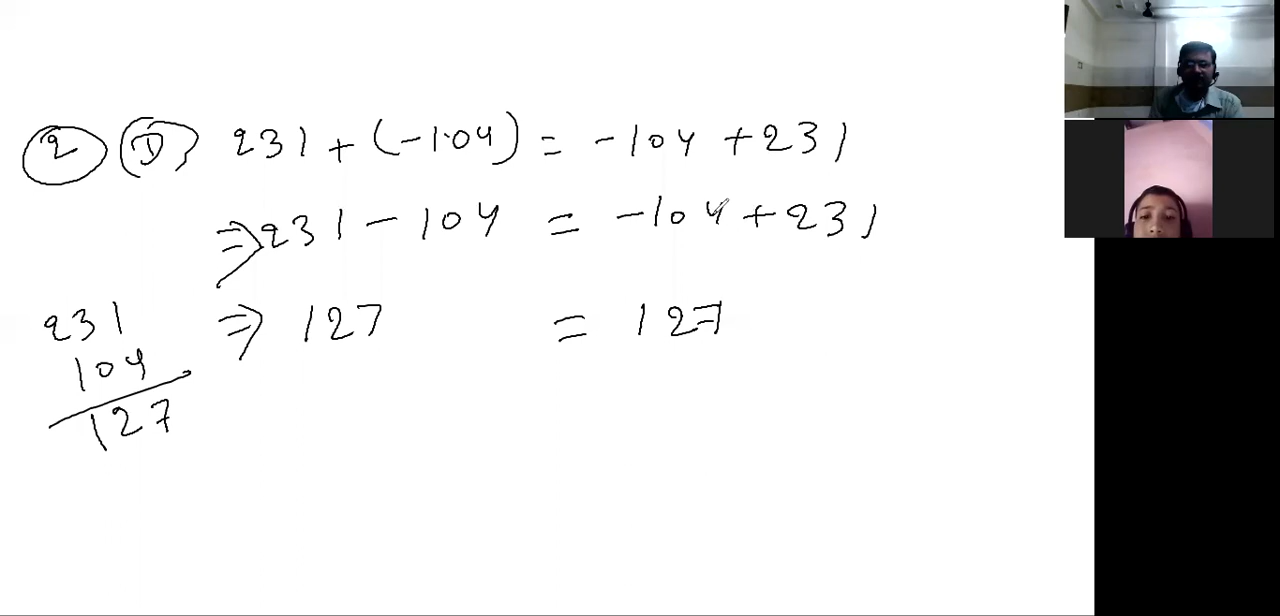 2 D 231 + (-104) = -104 + 231
⇒ 231 - 104 = -104 + 231
⇒ 127 = 127
231
104
127